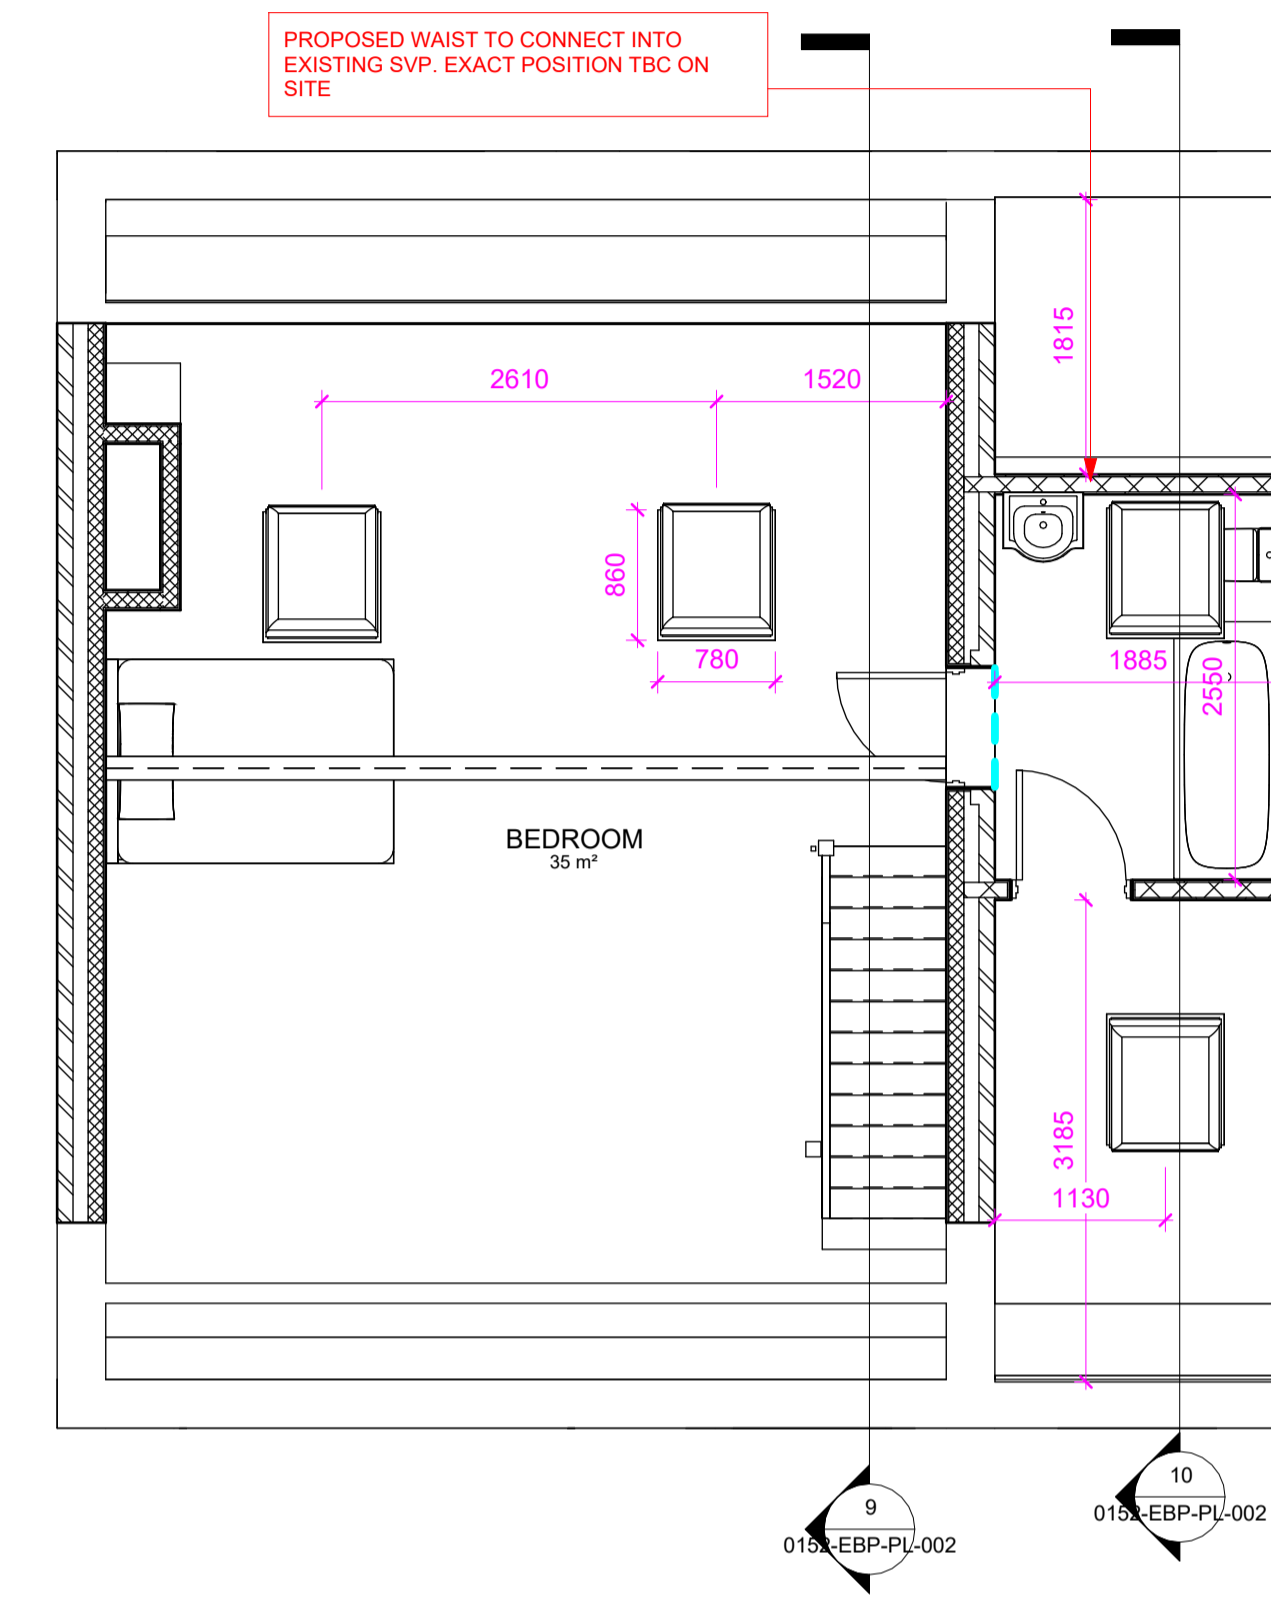 PROPOSED WAIST TO CONNECT INTO
EXISTING SVP. EXACT POSITION TBC ON
SITE
1815
2610
1520
860
780
1885
2550
BEDROOM
35 m²
3185
1130
9
0152-EBP-PL-002
10
0152-EBP-PL-002